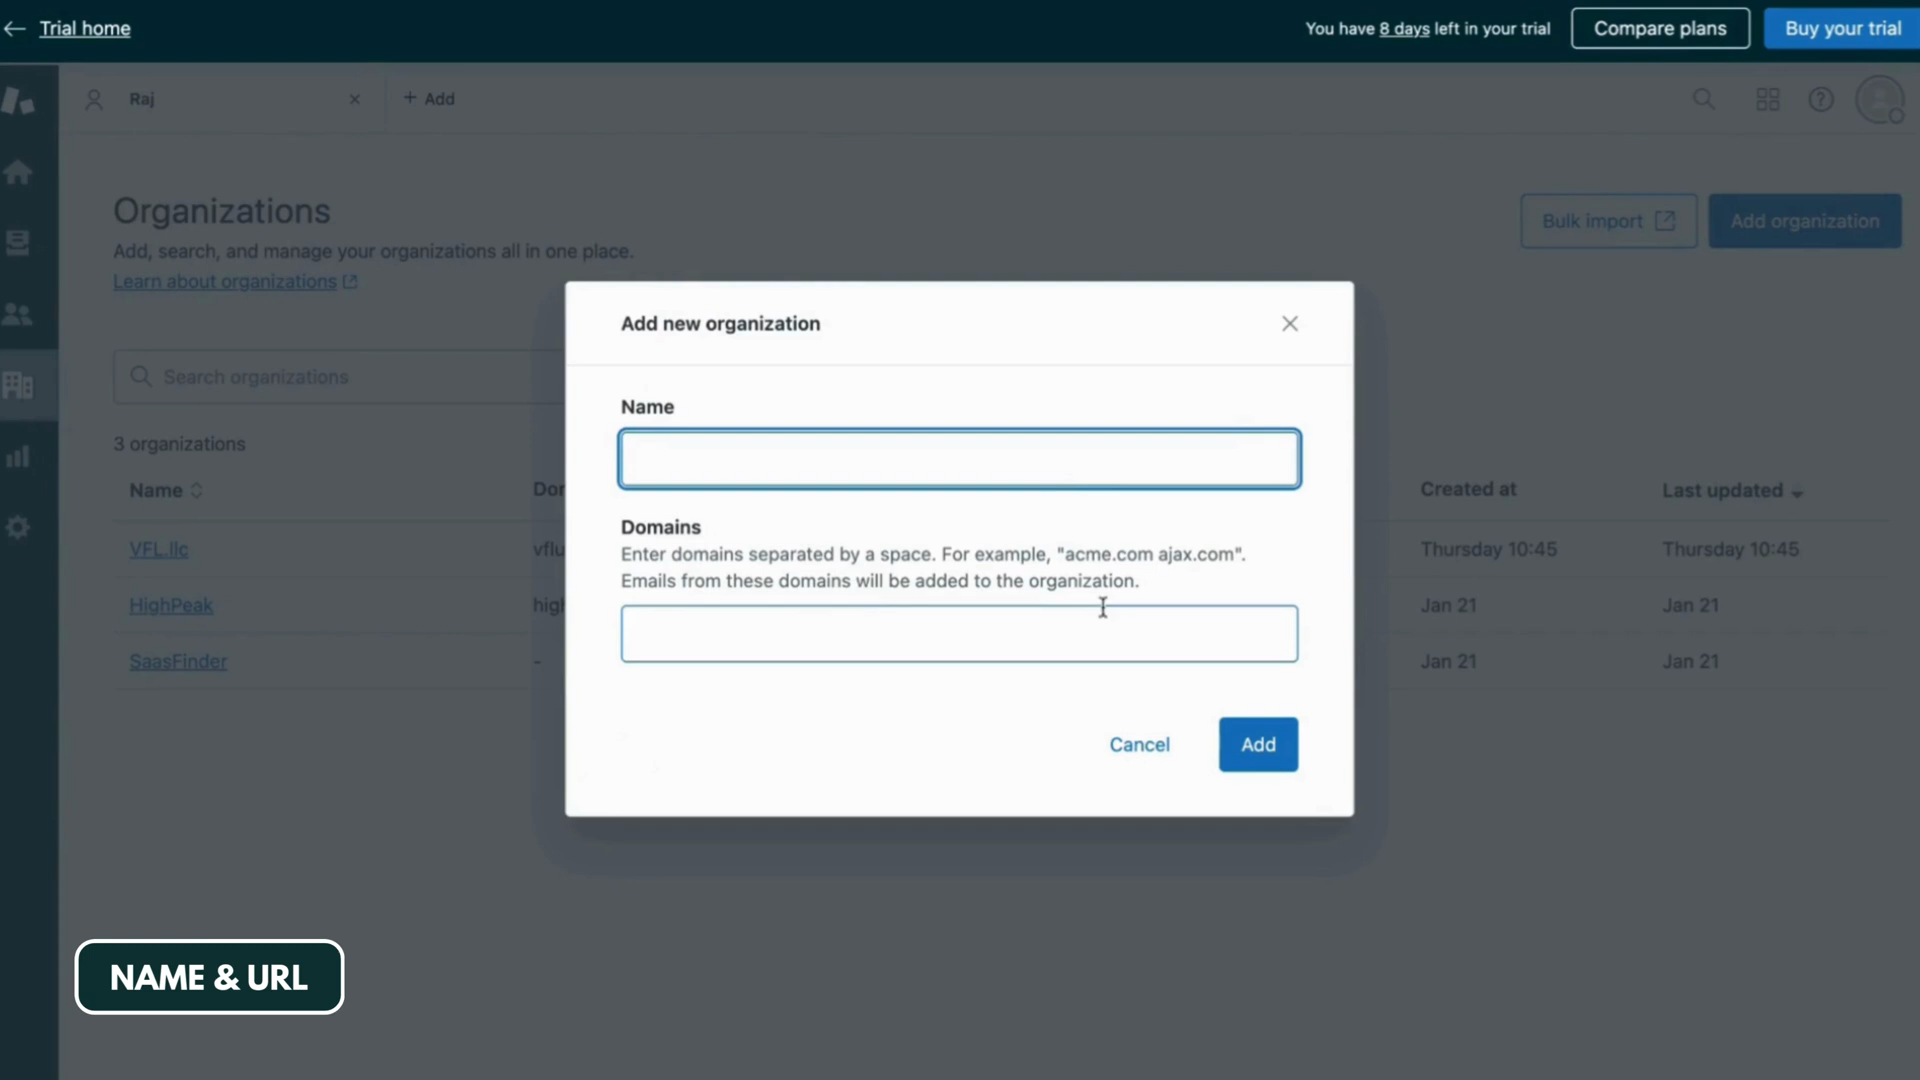 Trial home
You have 8 days left in your trial
Compare plans
Buy your trial
Raj
+ Add
Organizations
Add, search, and manage your organizations all in one place.
Learn about organizations
Bulk import
Add organization
Search organizations
3 organizations
Name
Created at
Last updated
VFL.llc
Thursday 10:45
Thursday 10:45
HighPeak
Jan 21
Jan 21
SaasFinder
-
Jan 21
Jan 21
Add new organization
Name
Domains
Enter domains separated by a space. For example, "acme.com ajax.com".
Emails from these domains will be added to the organization.
Cancel
Add
NAME & URL